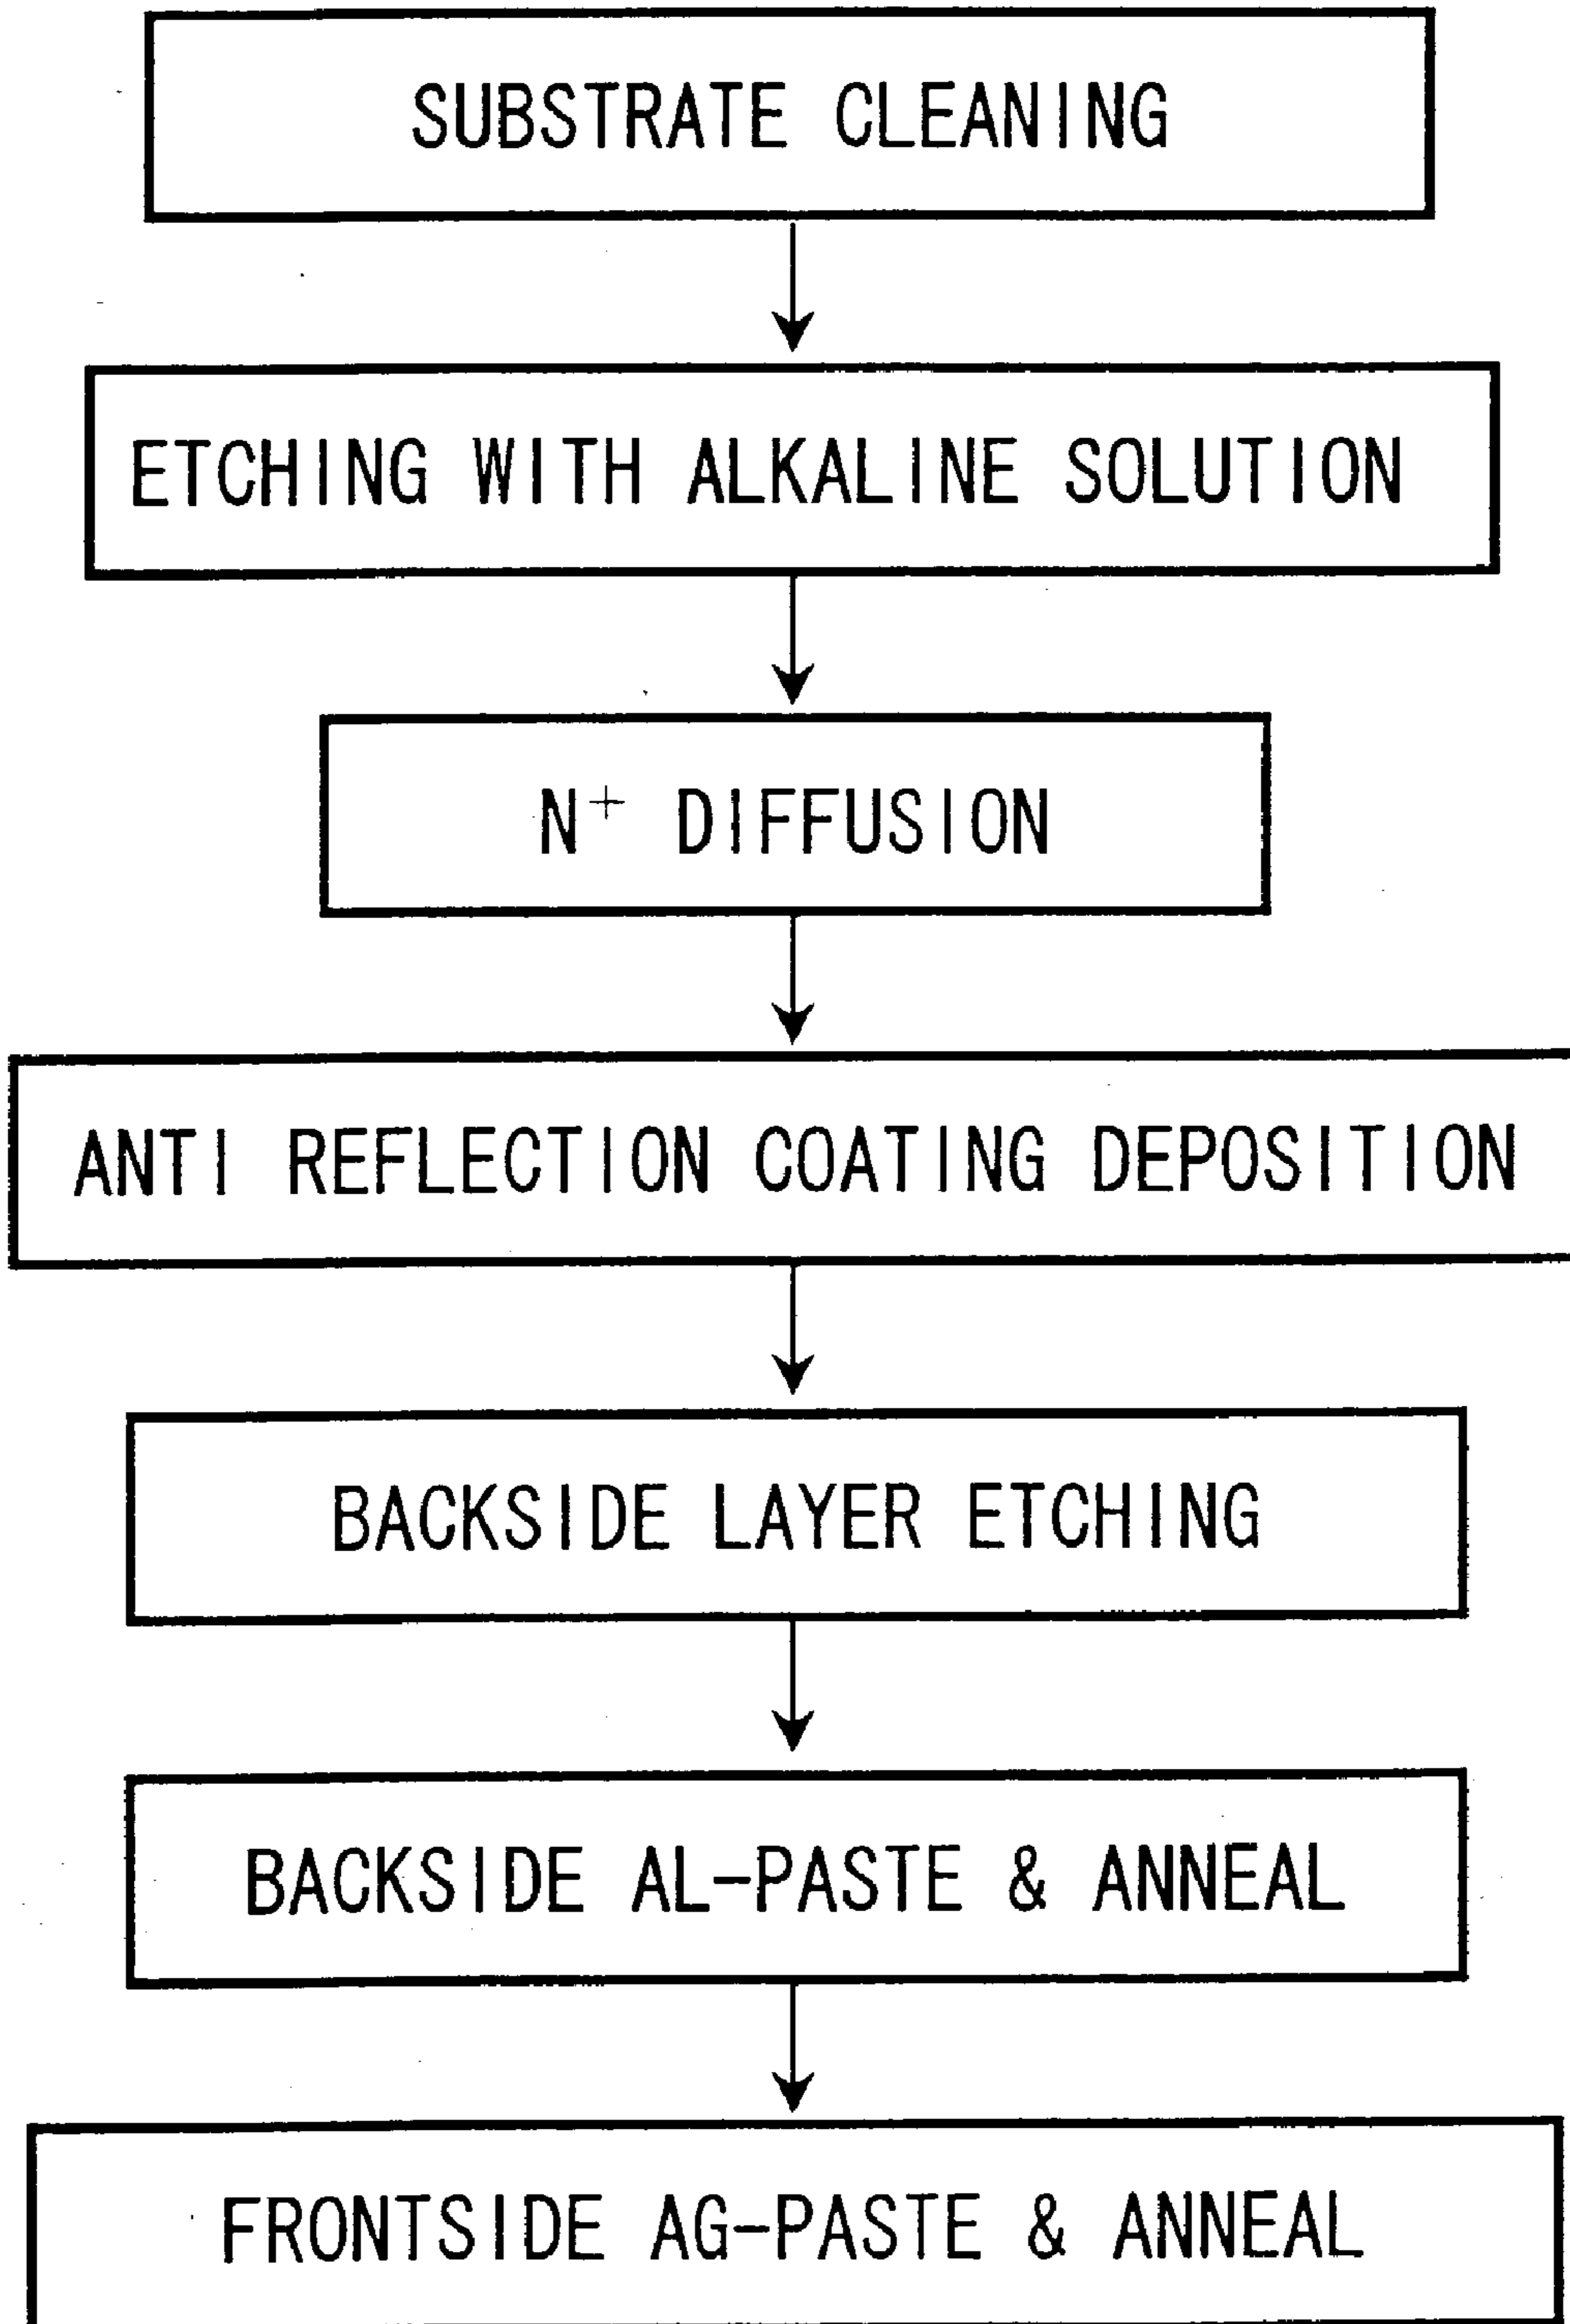 SUBSTRATE CLEANING
ETCHING WITH ALKALINE SOLUTION
N⁺ DIFFUSION
ANTI REFLECTION COATING DEPOSITION
BACKSIDE LAYER ETCHING
BACKSIDE AL-PASTE & ANNEAL
FRONTSIDE AG-PASTE & ANNEAL